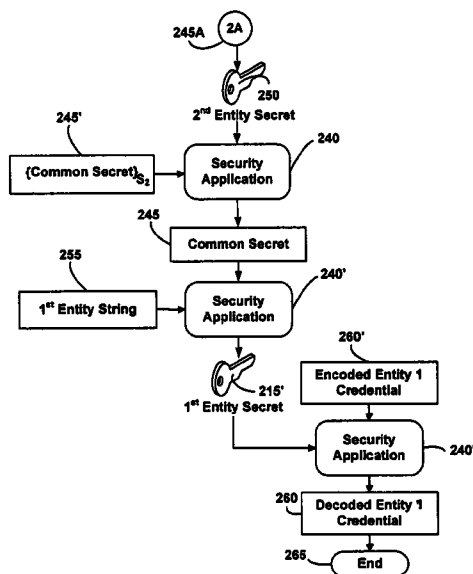 245A
2A
250
2nd Entity Secret
245'
240
{Common Secret}S2
Security
Application
245
Common Secret
255
240'
1st Entity String
Security
Application
260'
215'
1st Entity Secret
Encoded Entity 1
Credential
Security
Application
240"
260
Decoded Entity 1
Credential
265
End